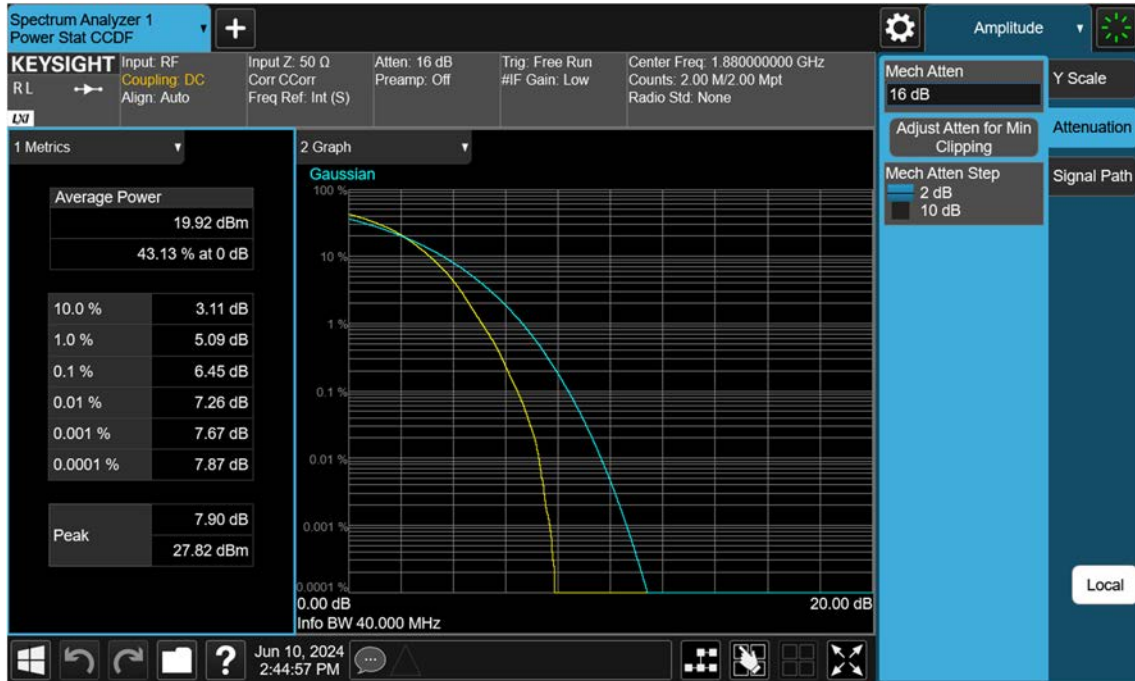 Spectrum Analyzer 1
Power Stat CCDF
+
Amplitude
KEYSIGHT
R L
LXI
Input: RF
Coupling: DC
Align: Auto
Input Z: 50 Ω
Corr CCorr
Freq Ref: Int (S)
Atten: 16 dB
Preamp: Off
Trig: Free Run
#IF Gain: Low
Center Freq: 1.880000000 GHz
Counts: 2.00 M/2.00 Mpt
Radio Std: None
Mech Atten
16 dB
Adjust Atten for Min
Clipping
Mech Atten Step
2 dB
10 dB
Y Scale
Attenuation
Signal Path
Local
1 Metrics
Average Power
19.92 dBm
43.13 % at 0 dB
10.0 % 3.11 dB
1.0 % 5.09 dB
0.1 % 6.45 dB
0.01 % 7.26 dB
0.001 % 7.67 dB
0.0001 % 7.87 dB
Peak
7.90 dB
27.82 dBm
2 Graph
Gaussian
100 %
10 %
1 %
0.1 %
0.01 %
0.001 %
0.0001 %
0.00 dB
20.00 dB
Info BW 40.000 MHz
?
Jun 10, 2024
2:44:57 PM